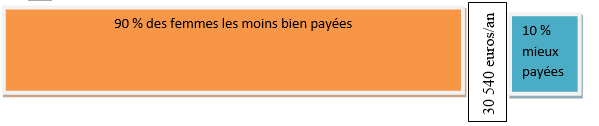 90 % des femmes les moins bien payées
30 540 euros/an
10 %
mieux
payées